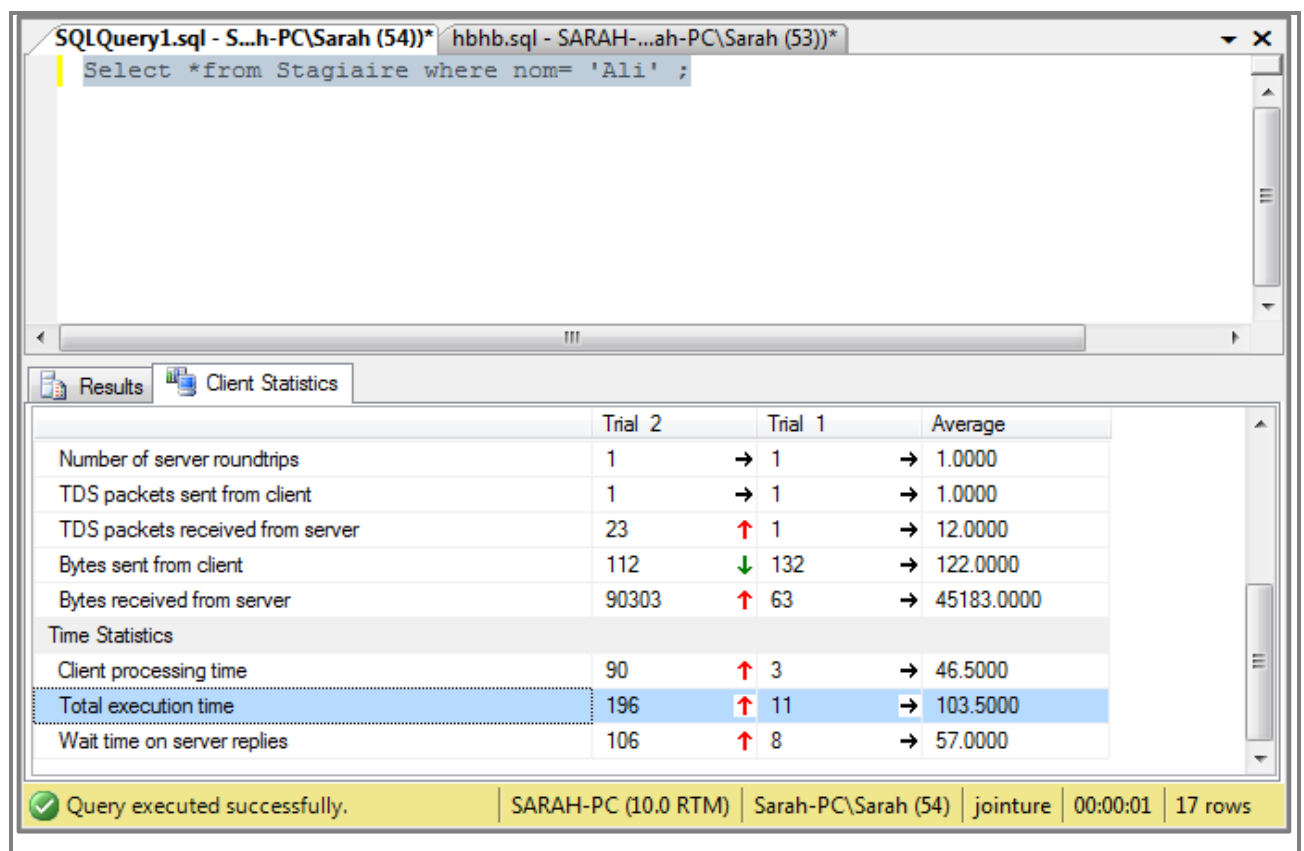 SQLQuery1.sql - S...h-PC\Sarah (54))* hbhb.sql - SARAH-...ah-PC\Sarah (53))*
Select *from Stagiaire where nom= 'Ali' ;
Results Client Statistics
Trial 2 Trial 1 Average
Number of server roundtrips 1 → 1 → 1.0000
TDS packets sent from client 1 → 1 → 1.0000
TDS packets received from server 23 ↑ 1 → 12.0000
Bytes sent from client 112 ↓ 132 → 122.0000
Bytes received from server 90303 ↑ 63 → 45183.0000
Time Statistics
Client processing time 90 ↑ 3 → 46.5000
Total execution time 196 ↑ 11 → 103.5000
Wait time on server replies 106 ↑ 8 → 57.0000
Query executed successfully. SARAH-PC (10.0 RTM) Sarah-PC\Sarah (54) jointure 00:00:01 17 rows